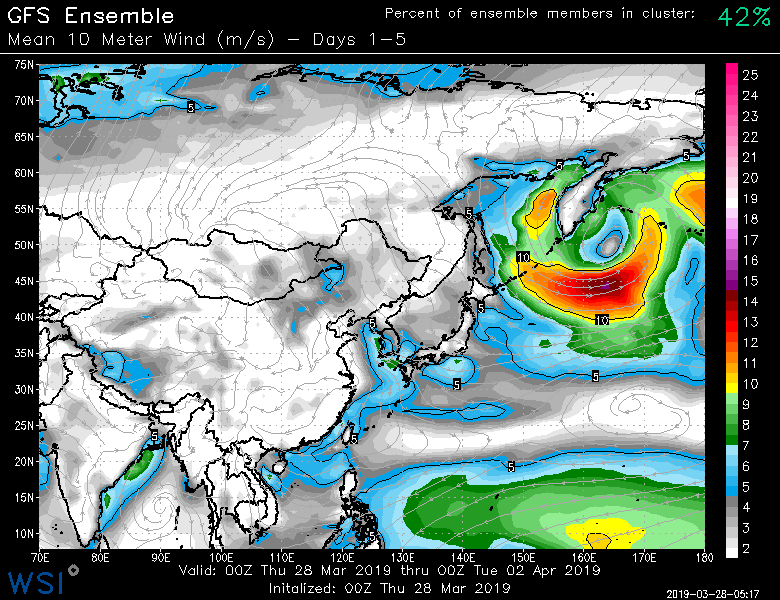 GFS Ensemble
Percent of ensemble members in cluster: 42%
Mean 10 Meter Wind (m/s) – Days 1–5
75N
70N
65N
60N
55N
50N
45N
40N
35N
30N
25N
20N
15N
10N
70E 80E 90E 100E 110E 120E 130E 140E 150E 160E 170E 180
25
24
23
22
21
20
19
18
17
16
15
14
13
12
11
10
9
8
7
6
5
4
3
2
5
5
5
5
10
5
10
5
5
5
5
5
5
5
Valid: 00Z Thu 28 Mar 2019 thru 00Z Tue 02 Apr 2019
Initalized: 00Z Thu 28 Mar 2019
WSI
2019-03-28-05:17